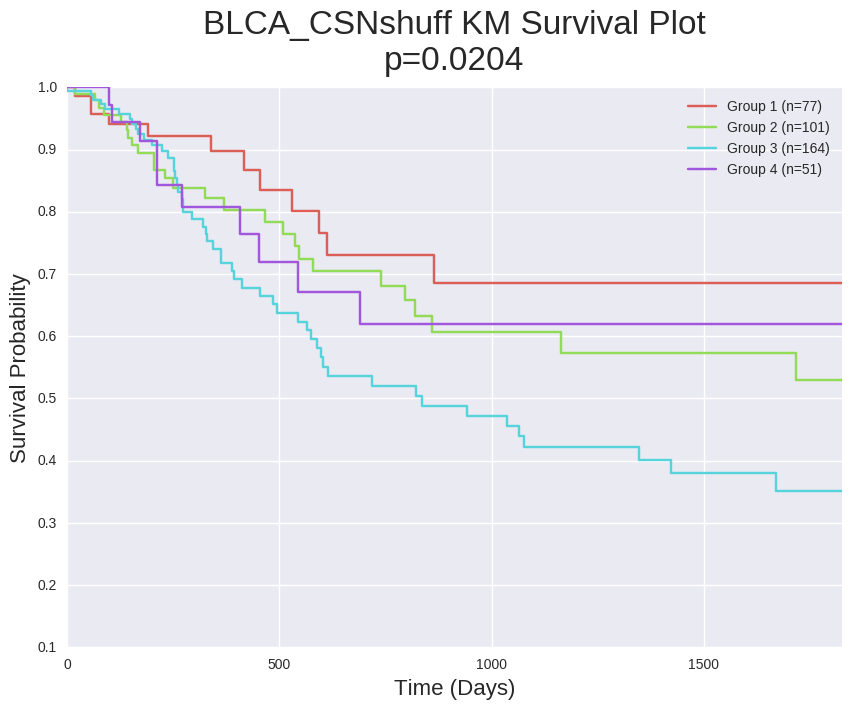 BLCA_CSNshuff KM Survival Plot
p=0.0204
Group 1 (n=77)
Group 2 (n=101)
Group 3 (n=164)
Group 4 (n=51)
Survival Probability
1.0
0.9
0.8
0.7
0.6
0.5
0.4
0.3
0.2
0.1
0
500
1000
1500
Time (Days)